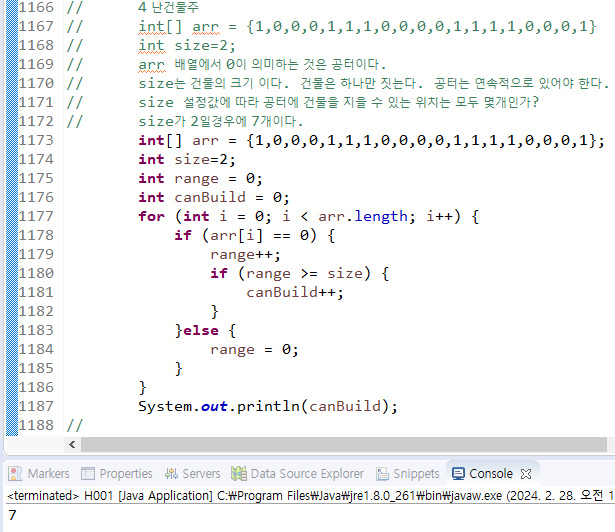 1166 // 4 난건물주
1167 // int[] arr = {1,0,0,0,1,1,1,0,0,0,0,1,1,1,1,0,0,0,1}
1168 // int size=2;
1169 // arr 배열에서 0이 의미하는 것은 공터이다.
1170 // size는 건물의 크기 이다. 건물은 하나만 짓는다. 공터는 연속적으로 있어야 한다.
1171 // size 설정값에 따라 공터에 건물을 지을 수 있는 위치는 모두 몇개인가?
1172 // size가 2일경우에 7개이다.
1173 int[] arr = {1,0,0,0,1,1,1,0,0,0,0,1,1,1,1,0,0,0,1};
1174 int size=2;
1175 int range = 0;
1176 int canBuild = 0;
1177 for (int i = 0; i < arr.length; i++) {
1178 if (arr[i] == 0) {
1179 range++;
1180 if (range >= size) {
1181 canBuild++;
1182 }
1183 }else {
1184 range = 0;
1185 }
1186 }
1187 System.out.println(canBuild);
1188 //
Markers Properties Servers Data Source Explorer Snippets Console
<terminated> H001 [Java Application] C:₩Program Files₩Java₩jre1.8.0_261₩bin₩javaw.exe (2024. 2. 28. 오전 1
7